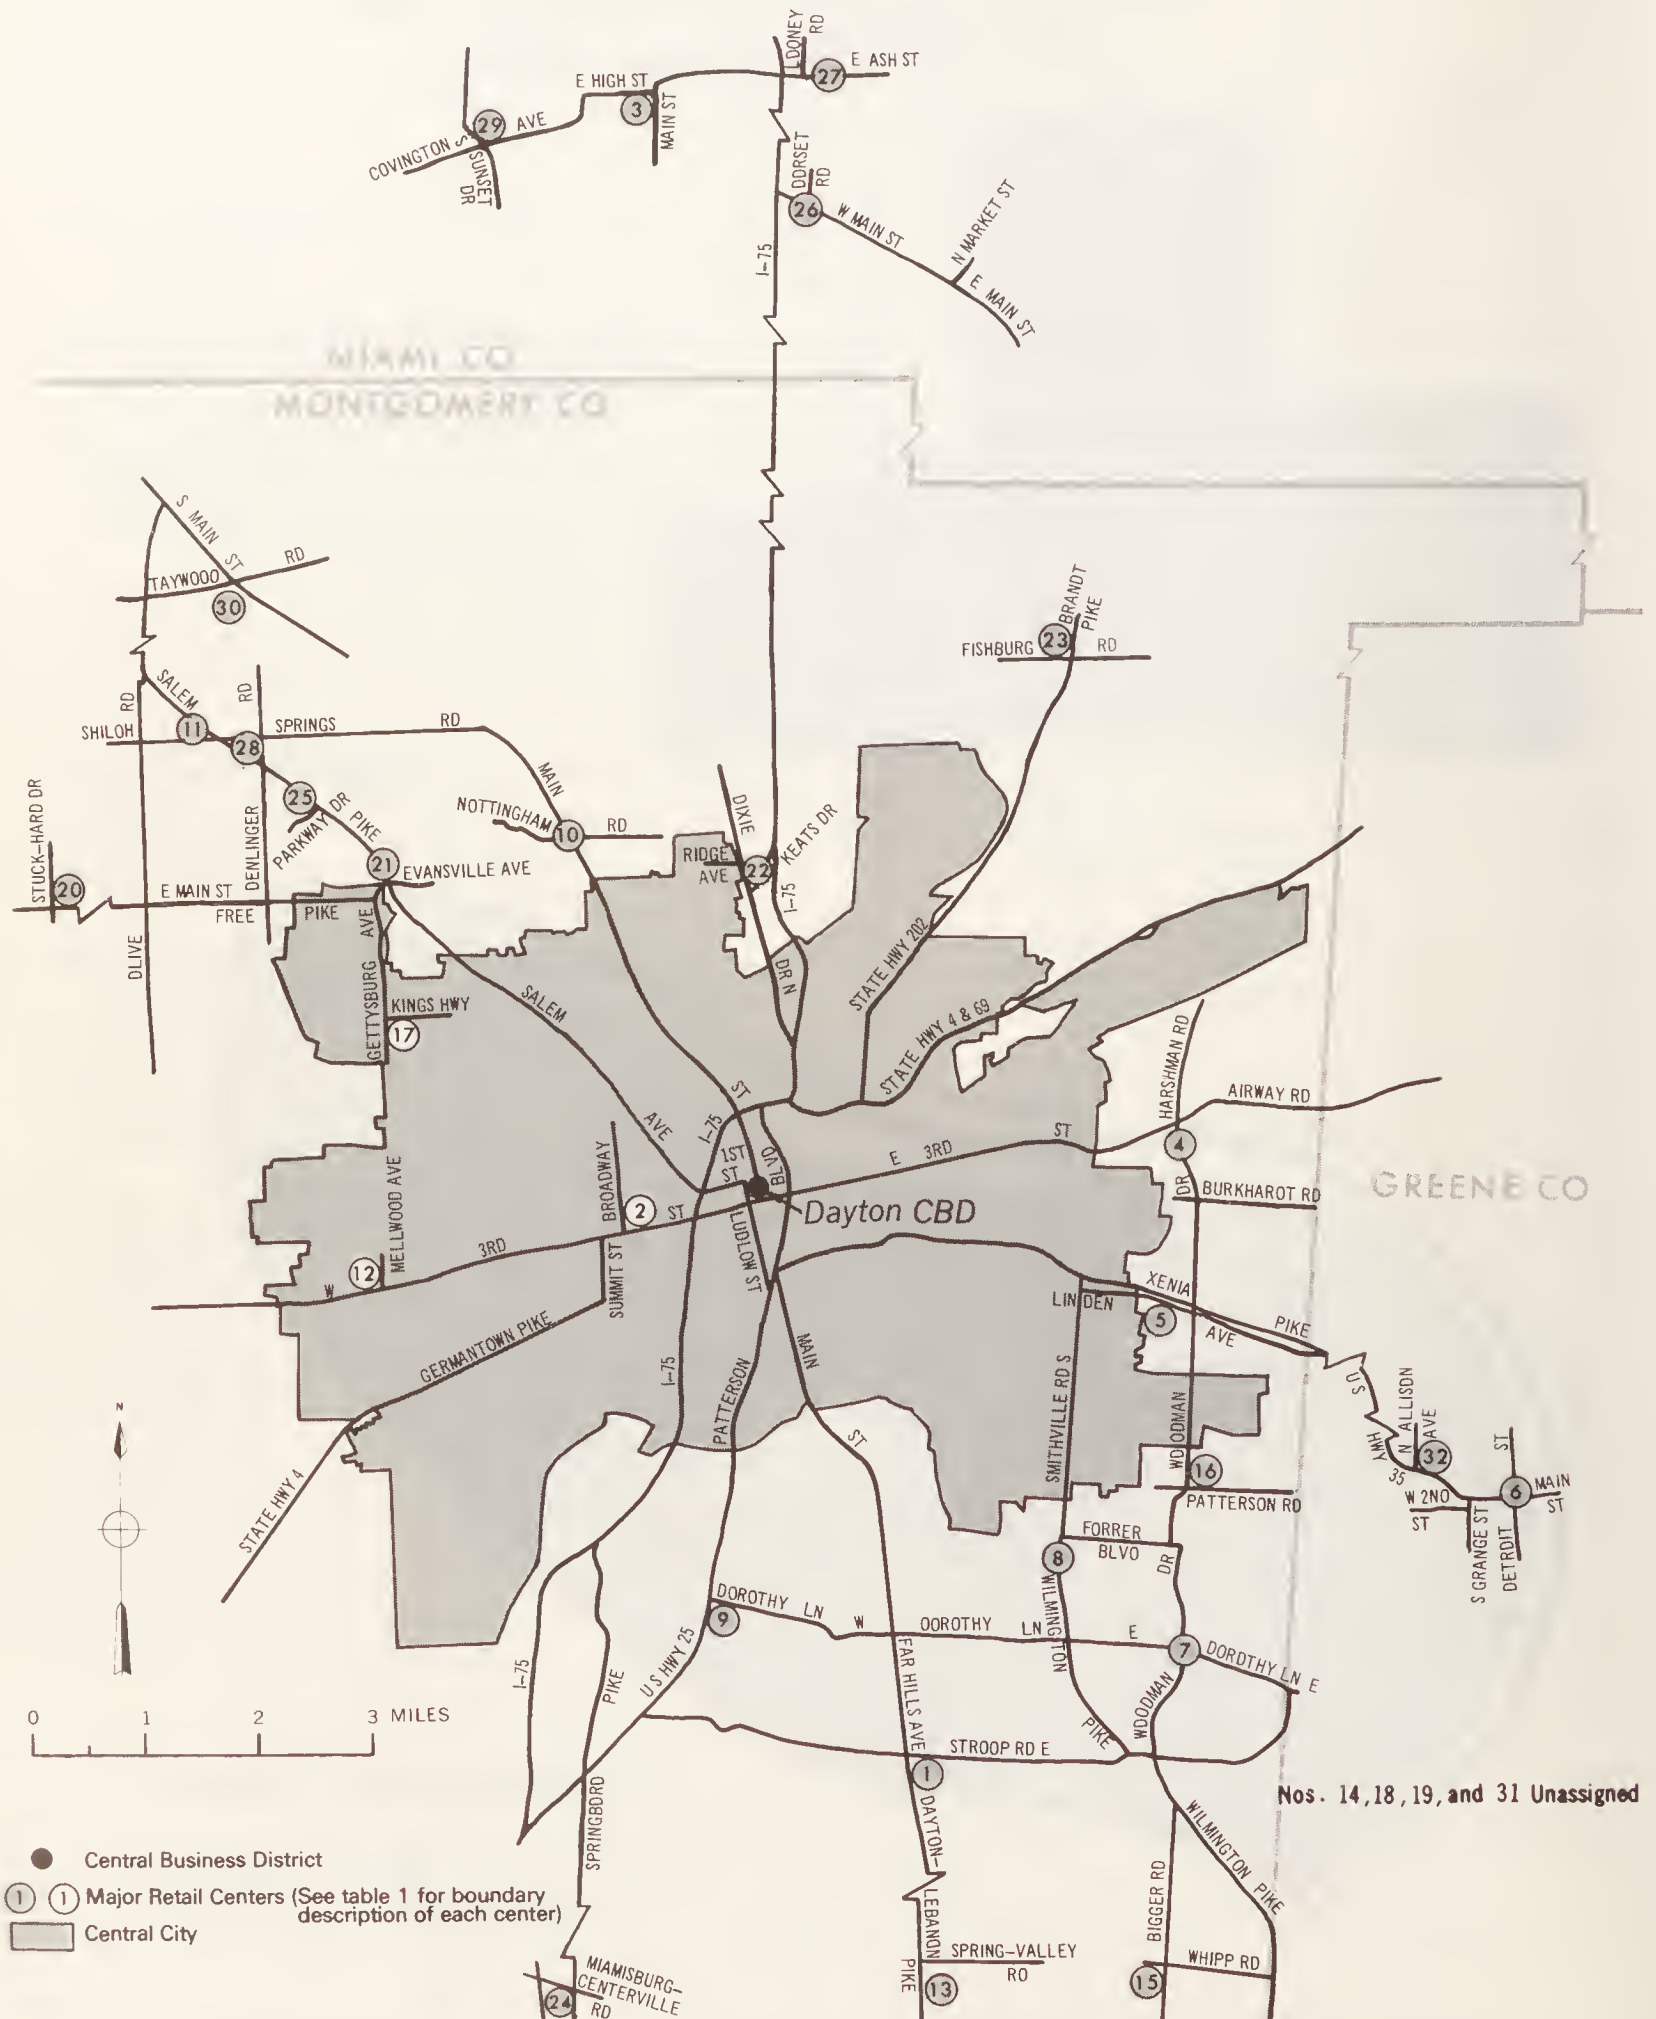 LDONEY RD
E ASH ST
27
E HIGH ST
3
MAIN ST
29
AVE
COVINGTON
S SUNSET DR
DORSET RD
26
W MAIN ST
N MARKET ST
E MAIN ST
I-75
MIAMI CO
MONTGOMERY CO
S MAIN ST
TAYWOOD RD
30
BRANDT PIKE
23
FISHBURG RD
SALEM
RD
RD
SHILOH
11
SPRINGS RD
28
MAIN
25
PARKWAY DR
PIKE
NOTTINGHAM
10
RD
DIXIE
KEATS DR
RIDGE AVE
22
I-75
STUCK-HARD DR
20
DENLINGER
21
EVANSVILLE AVE
E MAIN ST
FREE PIKE
DLIVE
AVE
GETTYSBURG
KINGS HWY
17
SALEM
DR N
STATE HWY 202
STATE HWY 4 & 69
HARSHMAN RD
AIRWAY RD
4
ST
AVE
I-75
1ST ST
BLVD
E 3RD ST
BROADWAY
2
ST
Dayton CBD
DR
BURKHAROT RD
GREENE CO
MELLWOOD AVE
12
W
3RD
SUMMIT ST
LUDLOW ST
GERMANTOWN PIKE
XENIA
LINDEN
5
AVE
PIKE
I-75
PATTERSON
MAIN
ST
SMITHVILLE RD S
WOODMAN
US
HWY
35
N ALLISDN AVE
32
ST
6
MAIN ST
W 2NO ST
S GRANGE ST
DETROIT
16
PATTERSON RO
N
STATE HWY 4
FORRER BLVO
8
DR
WILMINGTON
9
DOROTHY LN
W
OOROTHY LN
E
7
DORDTHY LN E
I-75
PIKE
U S HWY 25
FAR HILLS AVE
WOODMAN
PIKE
STROOP RD E
1
0 1 2 3 MILES
Nos. 14,18,19,and 31 Unassigned
SPRINGBDRD
DAYTON-
LEBANON
PIKE
WILMINGTON PIKE
BIGGER RD
Central Business District
1 1 Major Retail Centers (See table 1 for boundary
description of each center)
Central City
SPRING-VALLEY
RO
13
WHIPP RD
15
MIAMISBURG-
CENTERVILLE
RD
24